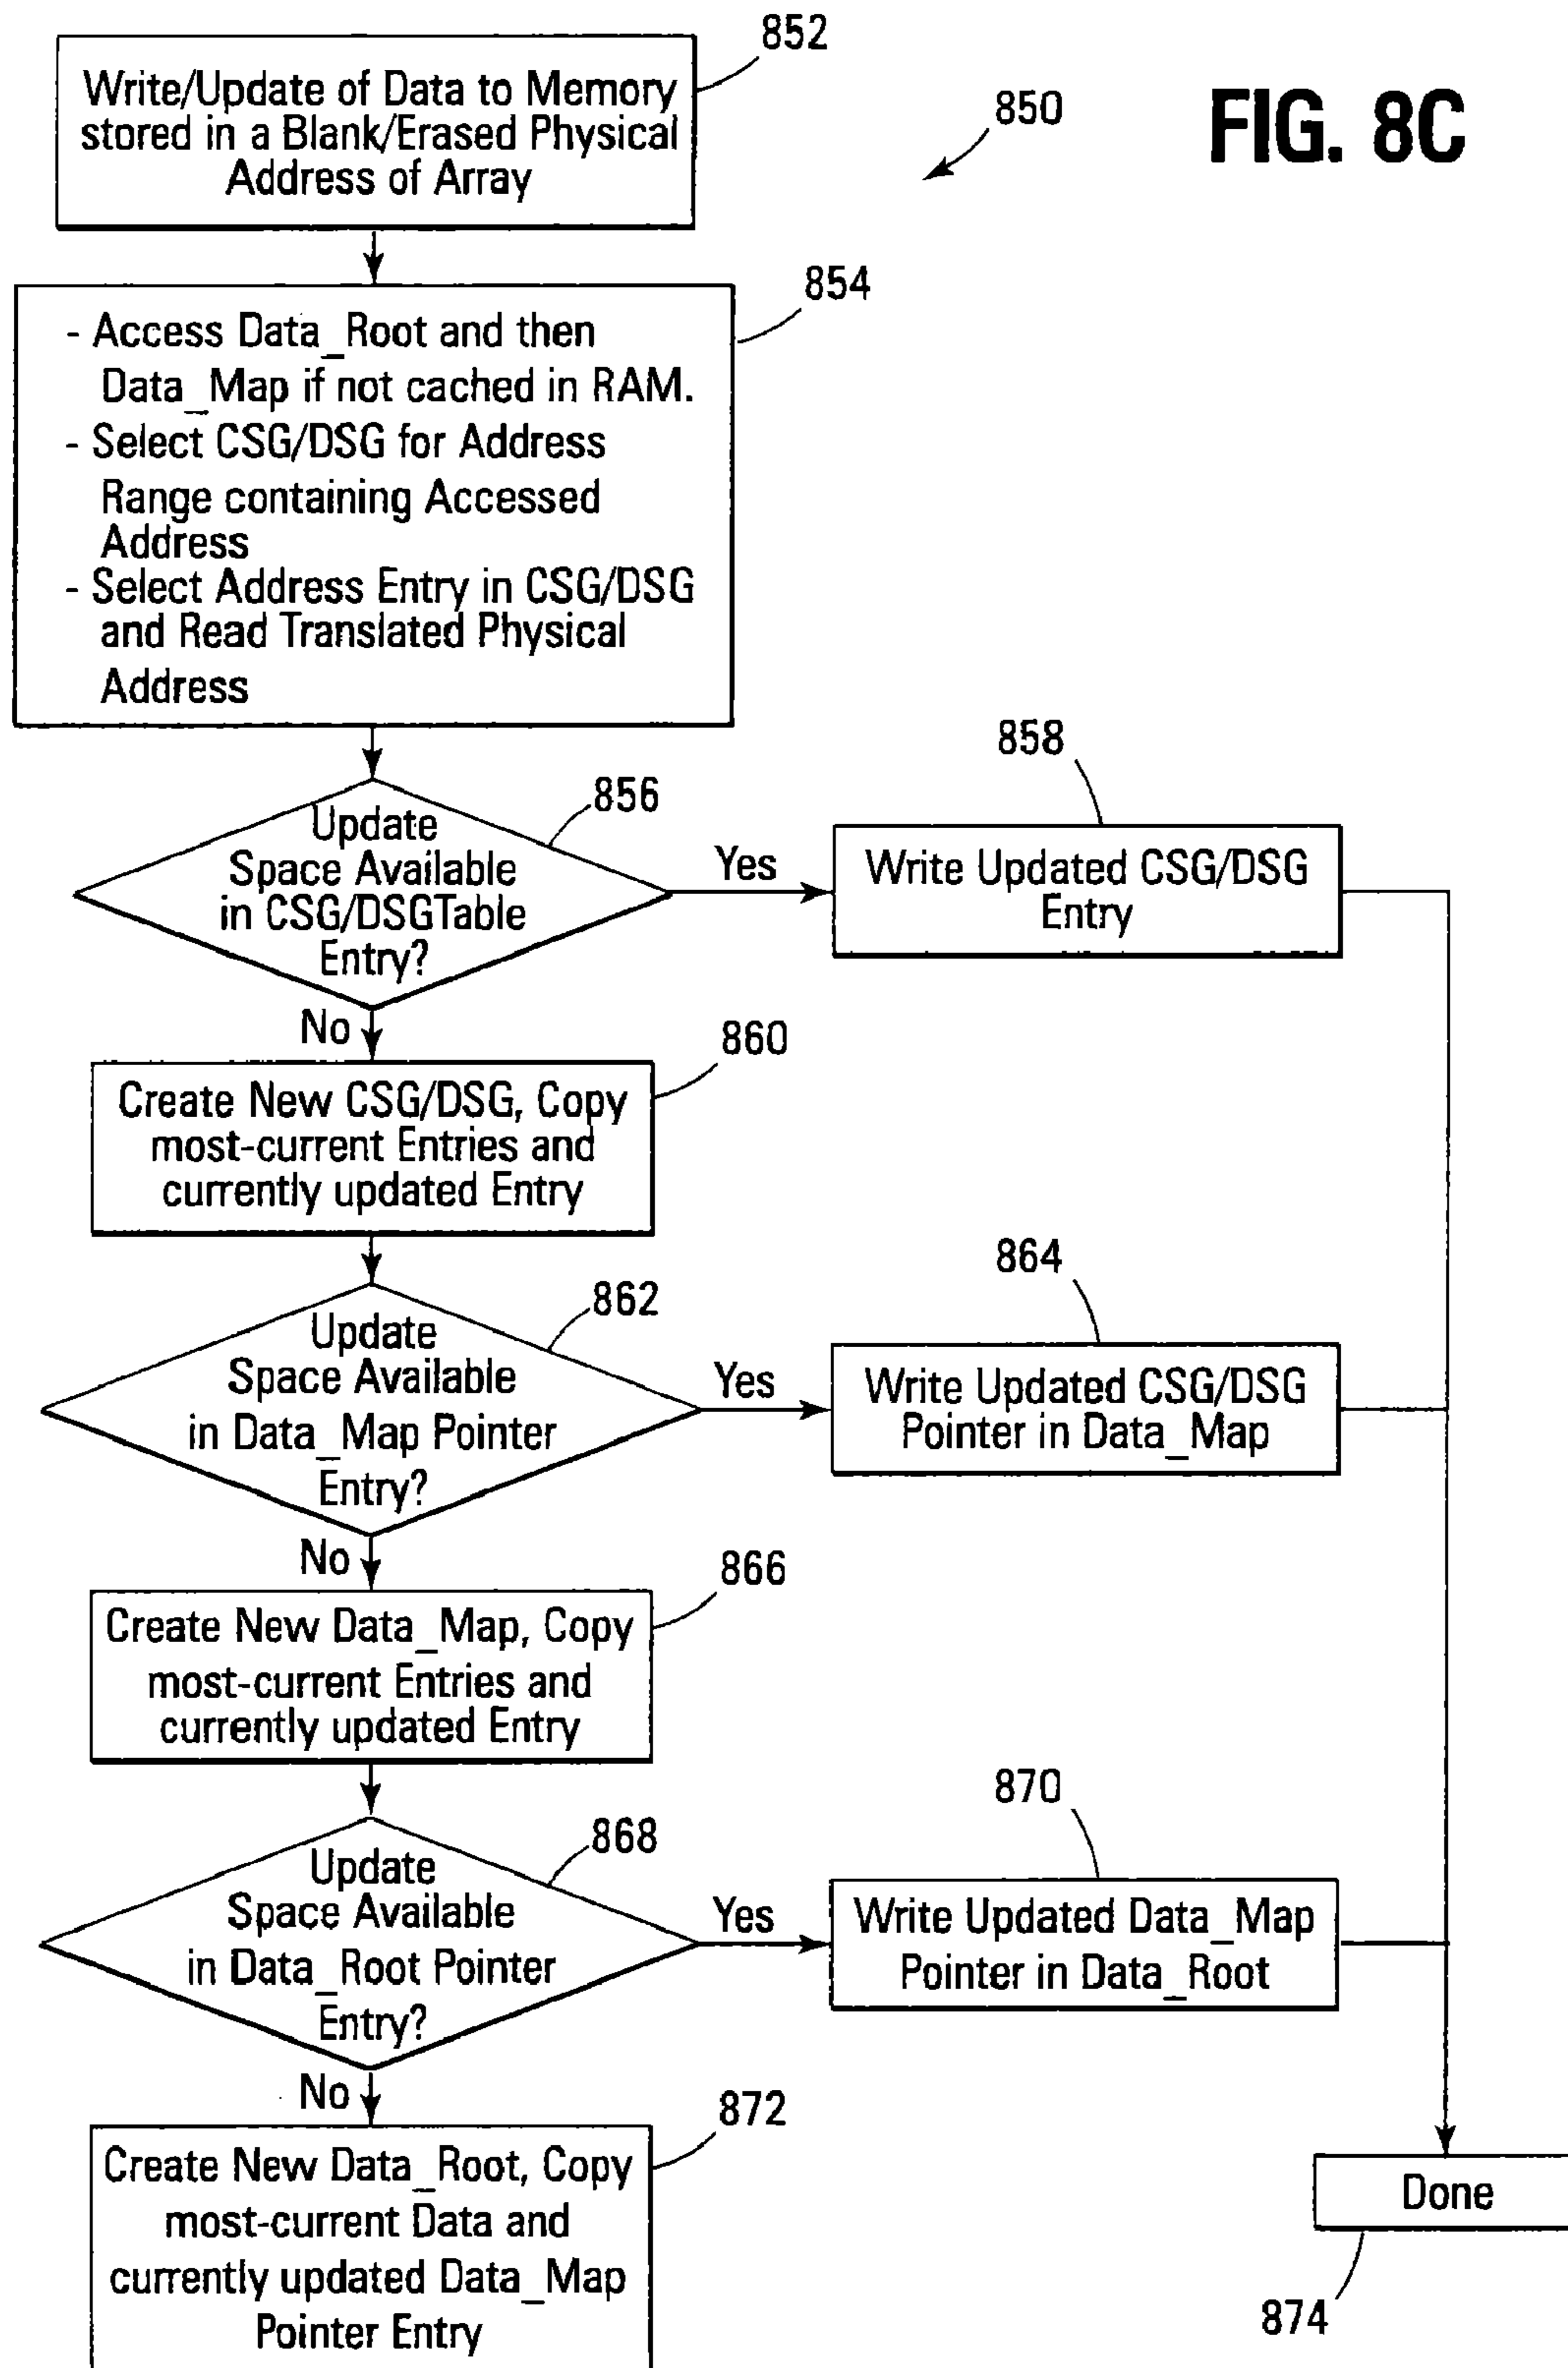 852
Write/Update of Data to Memory
stored in a Blank/Erased Physical
Address of Array
850
FIG. 8C
854
- Access Data_Root and then
Data_Map if not cached in RAM.
- Select CSG/DSG for Address
Range containing Accessed
Address
- Select Address Entry in CSG/DSG
and Read Translated Physical
Address
856
Update
Space Available
in CSG/DSGTable
Entry?
Yes
858
Write Updated CSG/DSG
Entry
No
860
Create New CSG/DSG, Copy
most-current Entries and
currently updated Entry
862
Update
Space Available
in Data_Map Pointer
Entry?
Yes
864
Write Updated CSG/DSG
Pointer in Data_Map
No
866
Create New Data_Map, Copy
most-current Entries and
currently updated Entry
868
Update
Space Available
in Data_Root Pointer
Entry?
Yes
870
Write Updated Data_Map
Pointer in Data_Root
No
872
Create New Data_Root, Copy
most-current Data and
currently updated Data_Map
Pointer Entry
Done
874